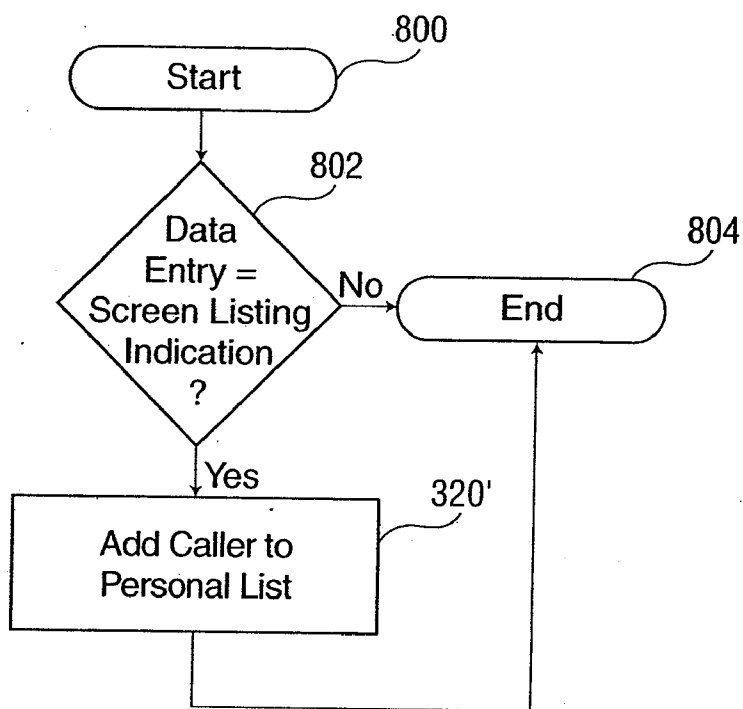 800
Start
802
Data
Entry =
Screen Listing
Indication
?
No
804
End
Yes
320'
Add Caller to
Personal List